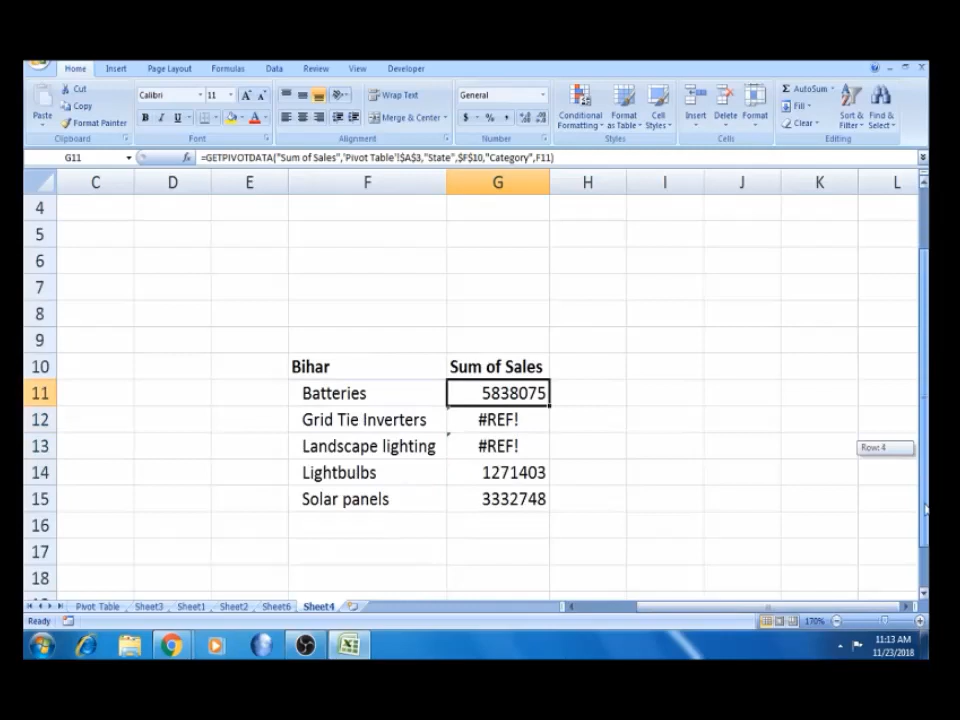 Home Insert Page Layout Formulas Data Review View Developer
Cut
Copy
Format Painter
Paste
Clipboard
Calibri 11
B I U
Font
Wrap Text
Merge & Center
Alignment
General
$ % ,
Number
Conditional Formatting
Format as Table
Cell Styles
Styles
Insert Delete Format
Cells
Σ AutoSum
Fill
Clear
Sort & Filter
Find & Select
Editing
G11 fx =GETPIVOTDATA("Sum of Sales",'Pivot Table'!$A$3,"State",$F$10,"Category",F11)
C D E F G H I J K L
4
5
6
7
8
9
10 Bihar Sum of Sales
11 Batteries 5838075
12 Grid Tie Inverters #REF!
13 Landscape lighting #REF!
Row: 4
14 Lightbulbs 1271403
15 Solar panels 3332748
16
17
18
Pivot Table Sheet3 Sheet1 Sheet2 Sheet6 Sheet4
Ready 170%
11:13 AM
11/23/2018